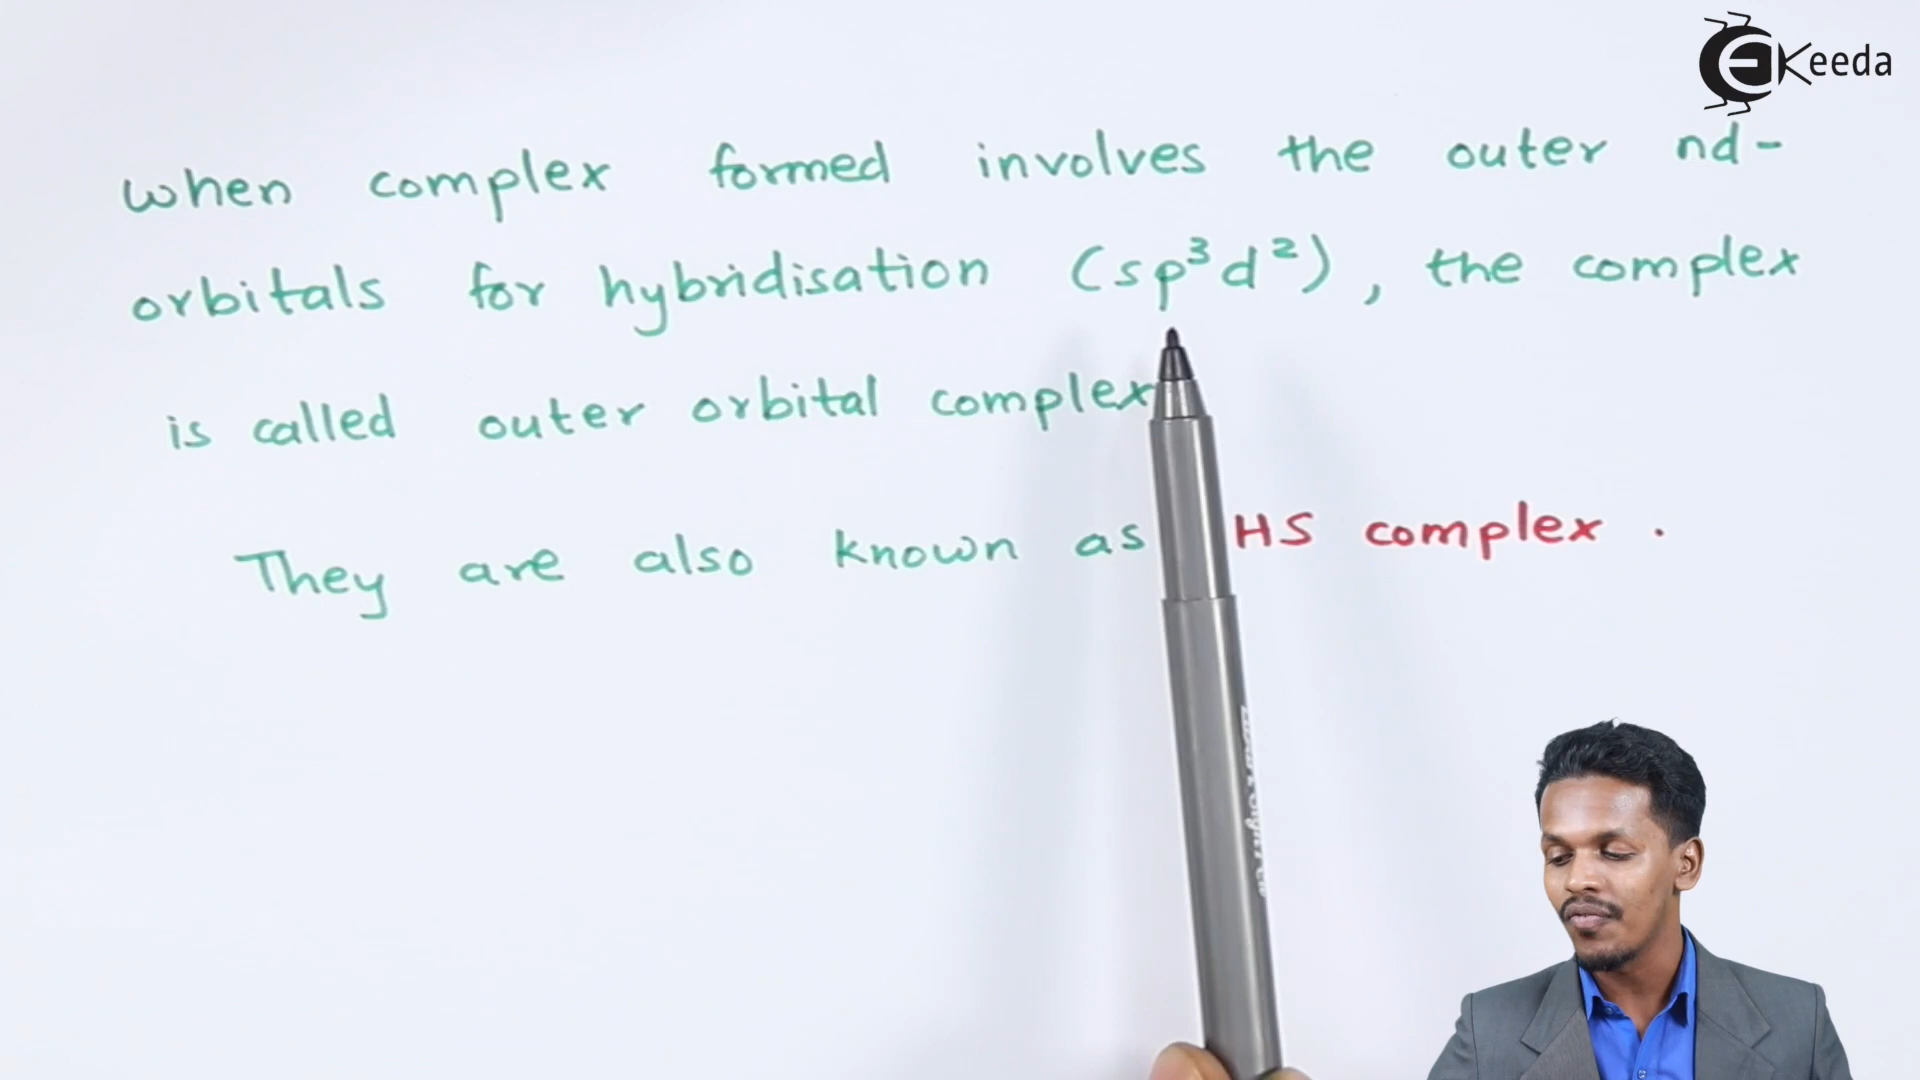 eKeeda
When complex formed involves the outer nd-
orbitals for hybridisation (sp³d²), the complex
is called outer orbital complex
They are also known as HS complex.